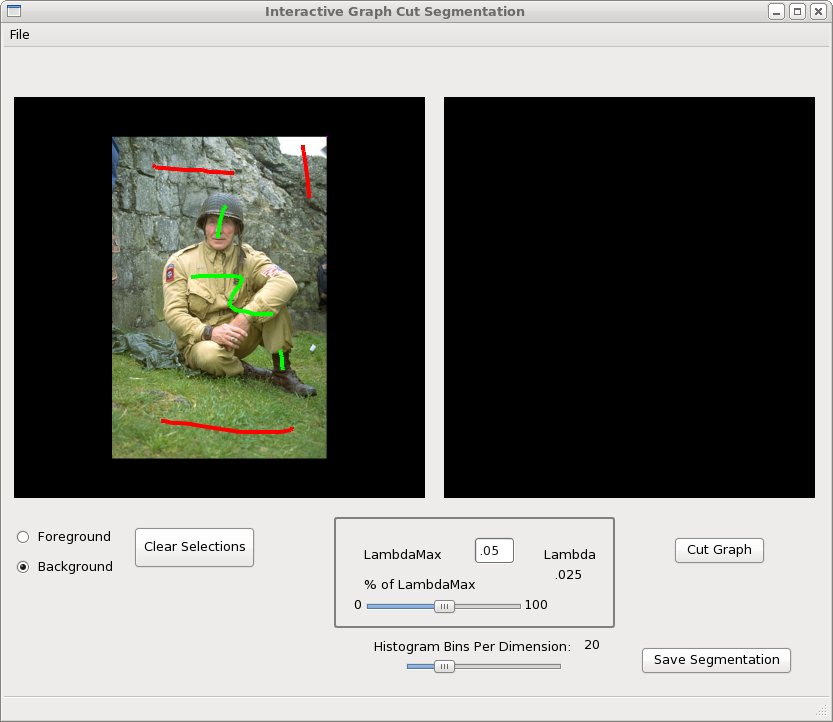 Interactive Graph Cut Segmentation
File
Foreground
Background
Clear Selections
LambdaMax
.05
Lambda
.025
% of LambdaMax
0
100
Cut Graph
Histogram Bins Per Dimension:
20
Save Segmentation